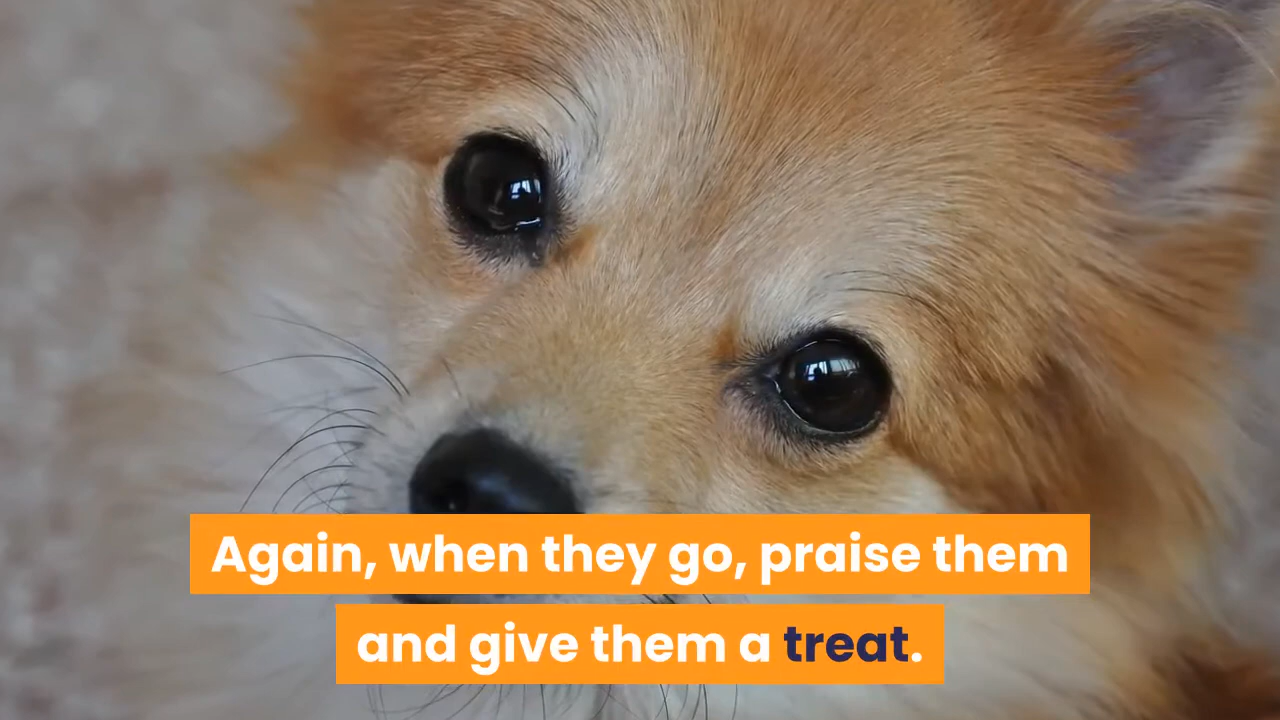 Again, when they go, praise them
and give them a treat.